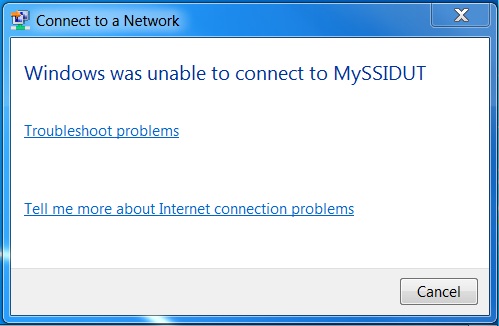 Connect to a Network
Windows was unable to connect to MySSIDUT
Troubleshoot problems
Tell me more about Internet connection problems
Cancel